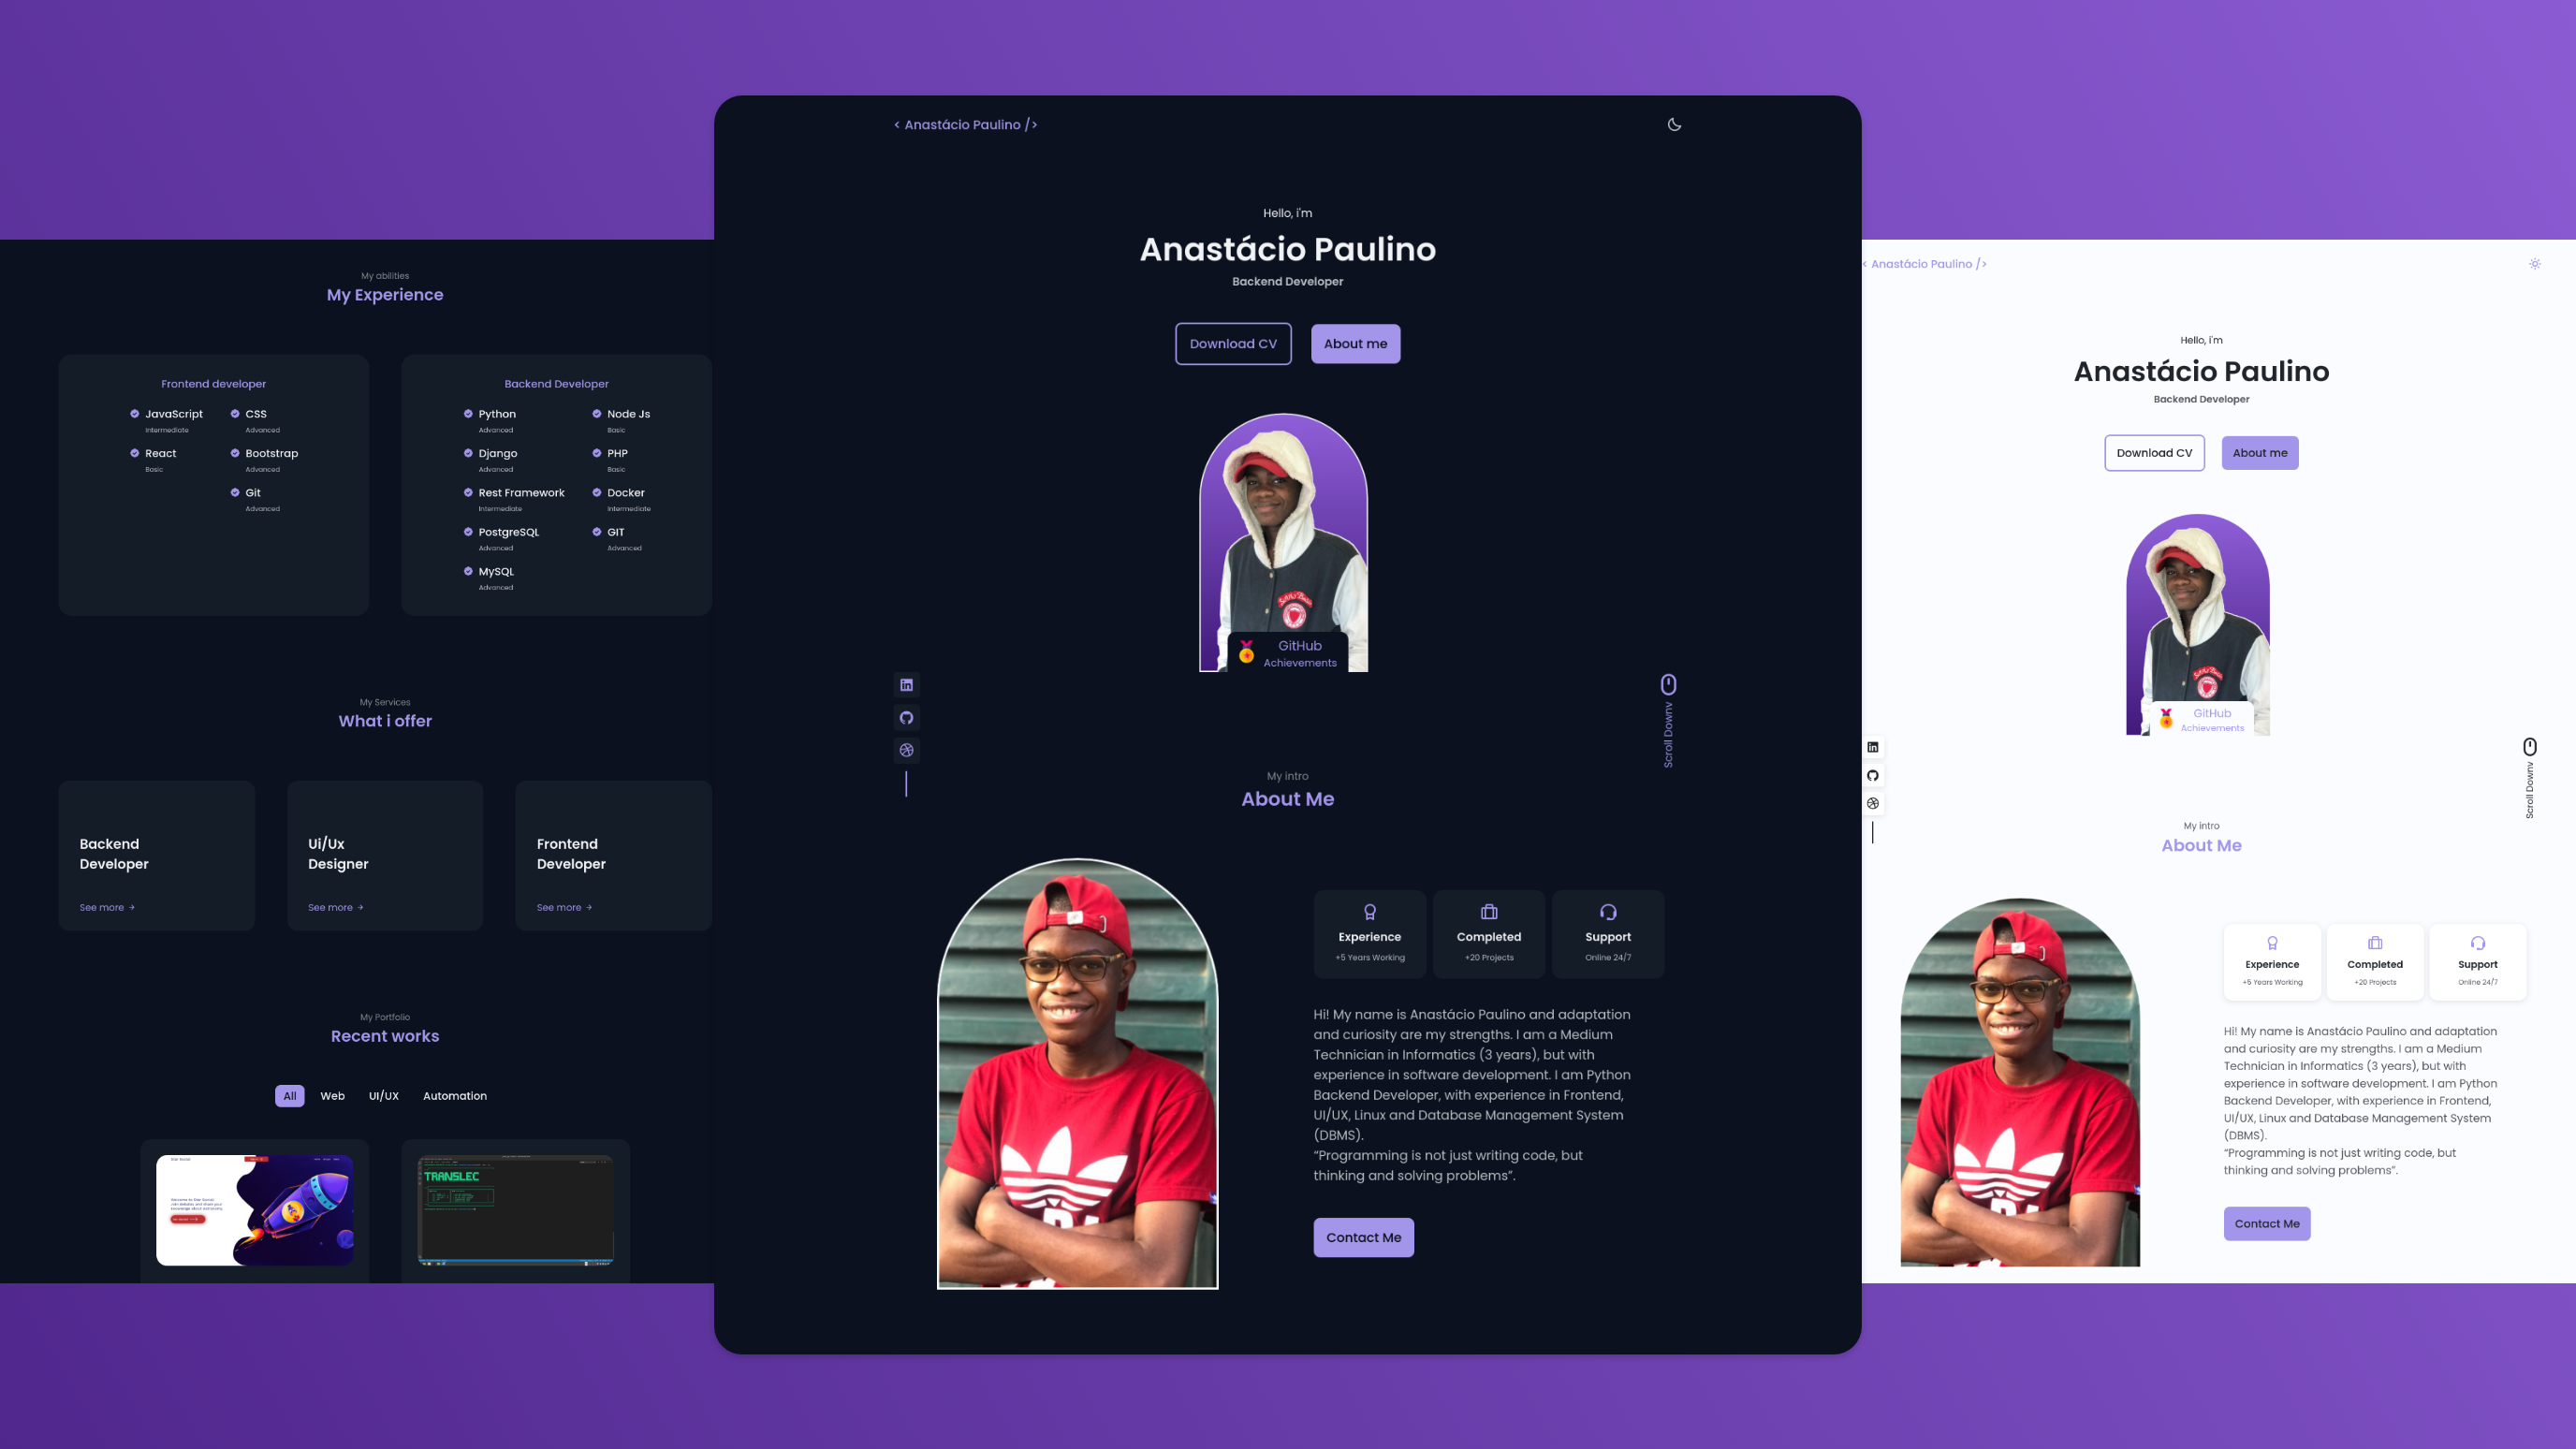 My abilities
My Experience
Frontend developer
JavaScript
Intermediate
CSS
Advanced
React
Basic
Bootstrap
Advanced
Git
Advanced
Backend Developer
Python
Advanced
Node Js
Basic
Django
Advanced
PHP
Basic
Rest Framework
Intermediate
Docker
Intermediate
PostgreSQL
Advanced
GIT
Advanced
MySQL
Advanced
My Services
What i offer
Backend
Developer
See more →
Ui/Ux
Designer
See more →
Frontend
Developer
See more →
My Portfolio
Recent works
All Web UI/UX Automation
TRANSLEC
< Anastácio Paulino />
Hello, i'm
Anastácio Paulino
Backend Developer
Download CV
About me
GitHub
Achievements
Scroll Downv
My intro
About Me
Experience
+5 Years Working
Completed
+20 Projects
Support
Online 24/7
Hi! My name is Anastácio Paulino and adaptation
and curiosity are my strengths. I am a Medium
Technician in Informatics (3 years), but with
experience in software development. I am Python
Backend Developer, with experience in Frontend,
UI/UX, Linux and Database Management System
(DBMS).
“Programming is not just writing code, but
thinking and solving problems”.
Contact Me
< Anastácio Paulino />
Hello, i'm
Anastácio Paulino
Backend Developer
Download CV
About me
GitHub
Achievements
Scroll Downv
My intro
About Me
Experience
+5 Years Working
Completed
+20 Projects
Support
Online 24/7
Hi! My name is Anastácio Paulino and adaptation
and curiosity are my strengths. I am a Medium
Technician in Informatics (3 years), but with
experience in software development. I am Python
Backend Developer, with experience in Frontend,
UI/UX, Linux and Database Management System
(DBMS).
“Programming is not just writing code, but
thinking and solving problems”.
Contact Me